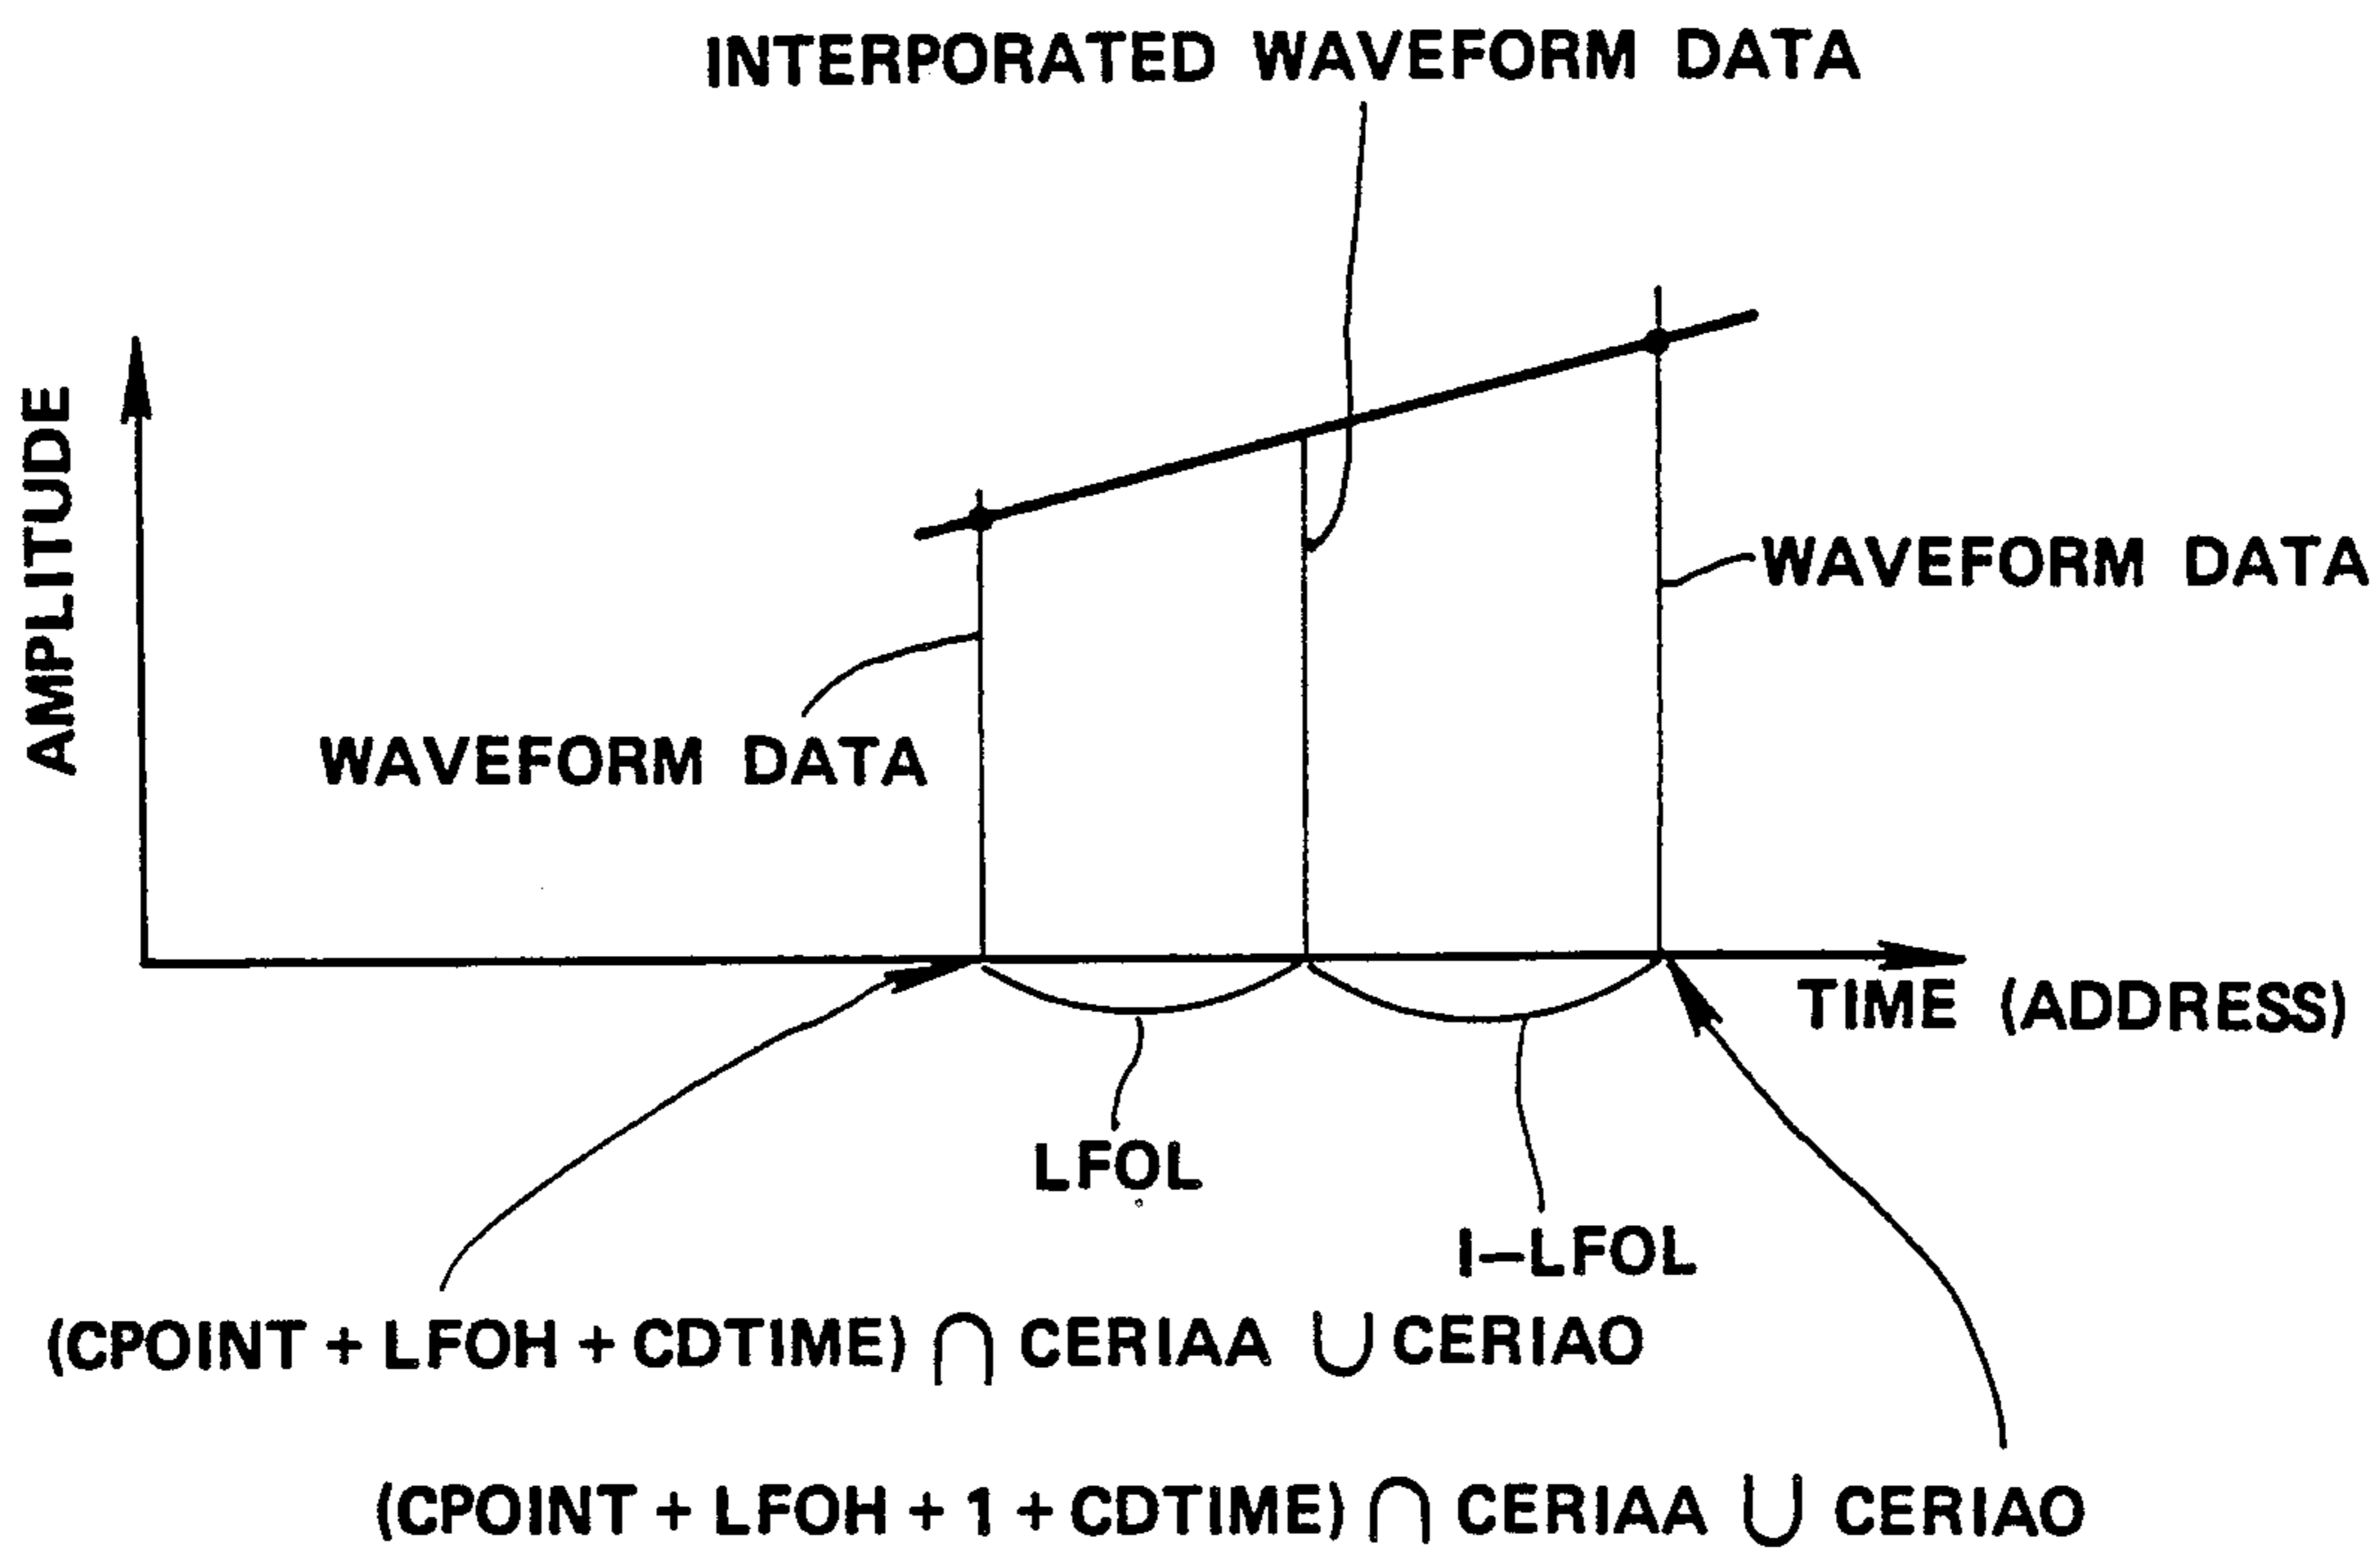 INTERPORATED WAVEFORM DATA
AMPLITUDE
WAVEFORM DATA
WAVEFORM DATA
TIME (ADDRESS)
LFOL
I–LFOL
(CPOINT + LFOH + CDTIME) ∩ CERIAA ∪ CERIAO
(CPOINT + LFOH + 1 + CDTIME) ∩ CERIAA ∪ CERIAO